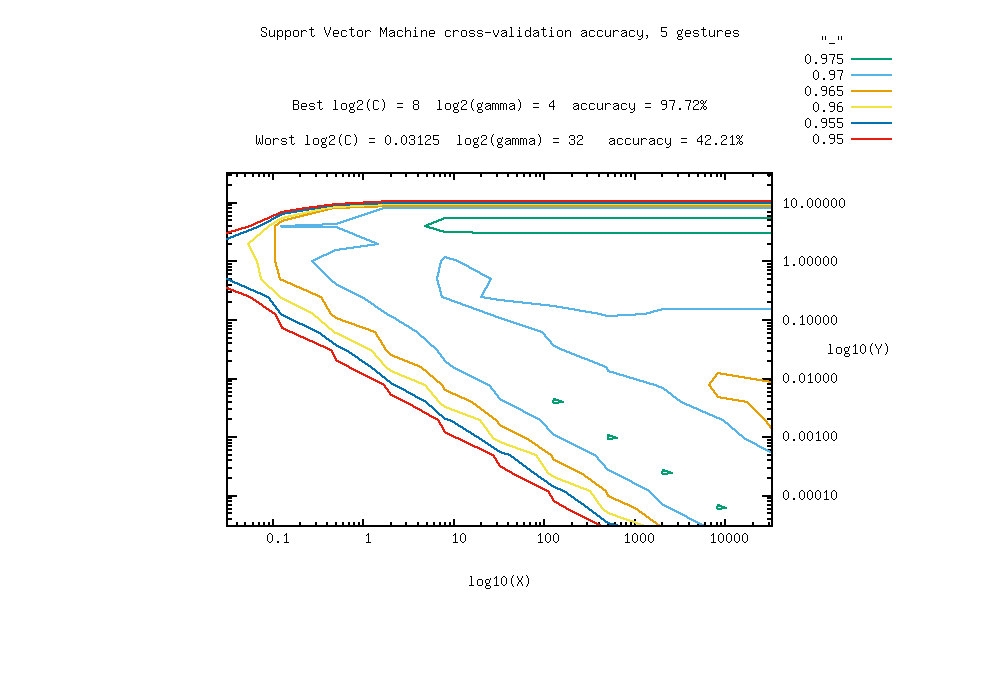 Support Vector Machine cross-validation accuracy, 5 gestures
"_"
0.975
0.97
0.965
0.96
0.955
0.95
Best log2(C) = 8  log2(gamma) = 4  accuracy = 97.72%
Worst log2(C) = 0.03125  log2(gamma) = 32   accuracy = 42.21%
10.00000
1.00000
0.10000
log10(Y)
0.01000
0.00100
0.00010
0.1 1 10 100 1000 10000
log10(X)